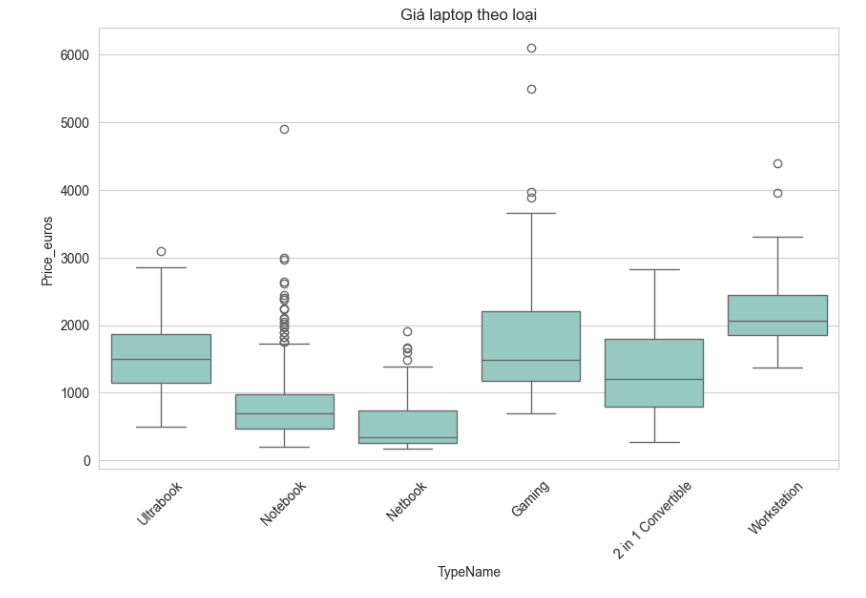 Giá laptop theo loại
Price_euros
6000
5000
4000
3000
2000
1000
0
Ultrabook
Notebook
Netbook
Gaming
2 in 1 Convertible
Workstation
TypeName